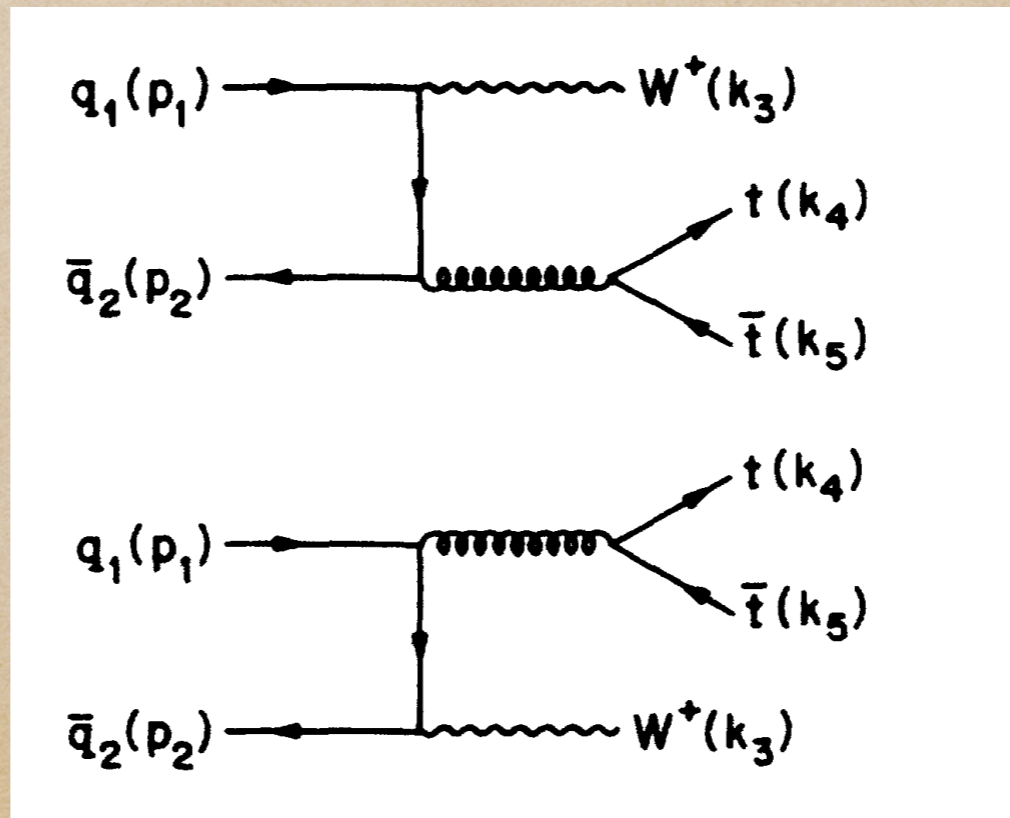 q₁(p₁) W⁺(k₃)
t(k₄)
q̅₂(p₂)
t̅(k₅)
t(k₄)
q₁(p₁)
t̅(k₅)
q̅₂(p₂) W⁺(k₃)